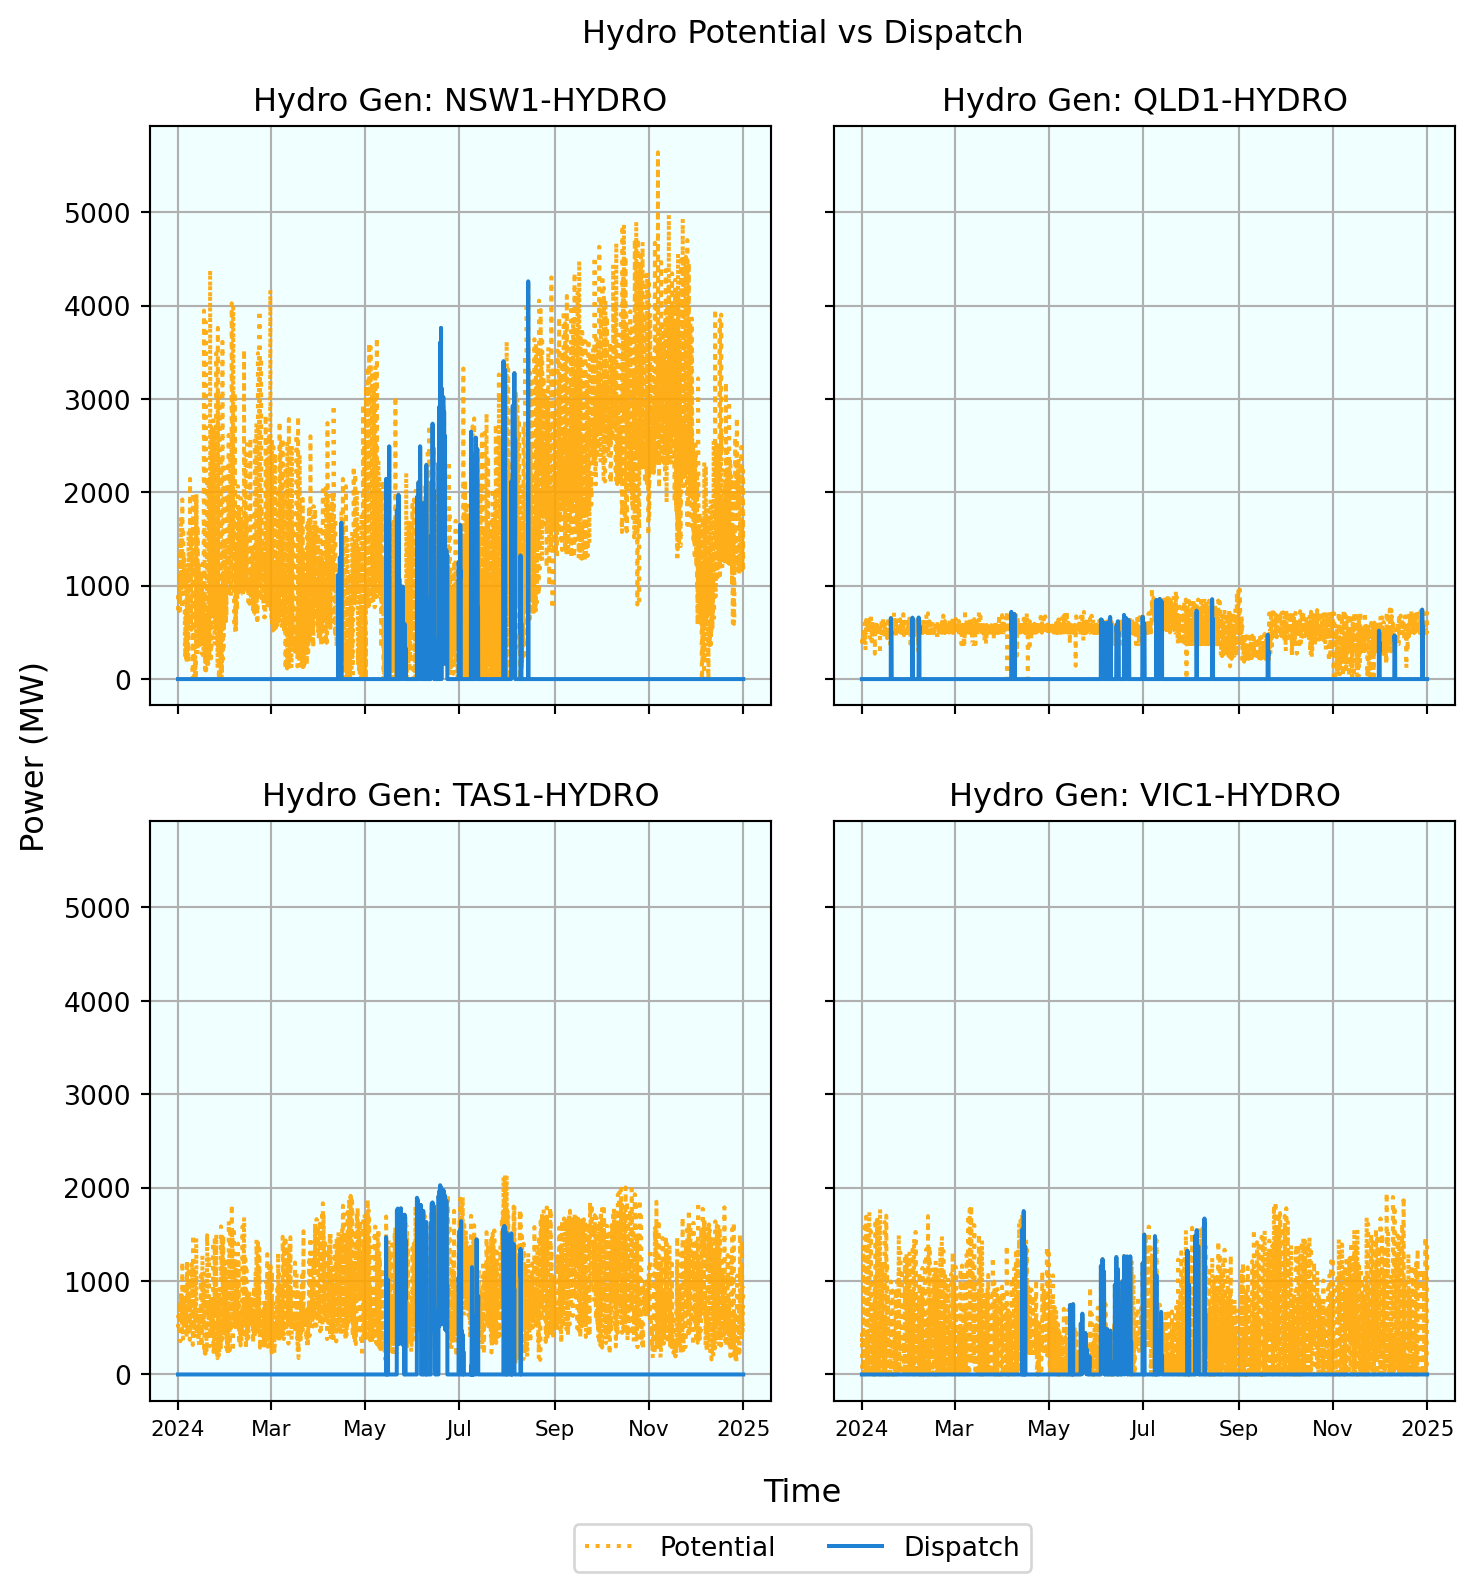 Hydro Potential vs Dispatch
Hydro Gen: NSW1-HYDRO
Hydro Gen: QLD1-HYDRO
5000
4000
3000
2000
1000
0
Power (MW)
Hydro Gen: TAS1-HYDRO
Hydro Gen: VIC1-HYDRO
5000
4000
3000
2000
1000
0
2024 Mar May Jul Sep Nov 2025
2024 Mar May Jul Sep Nov 2025
Time
Potential Dispatch